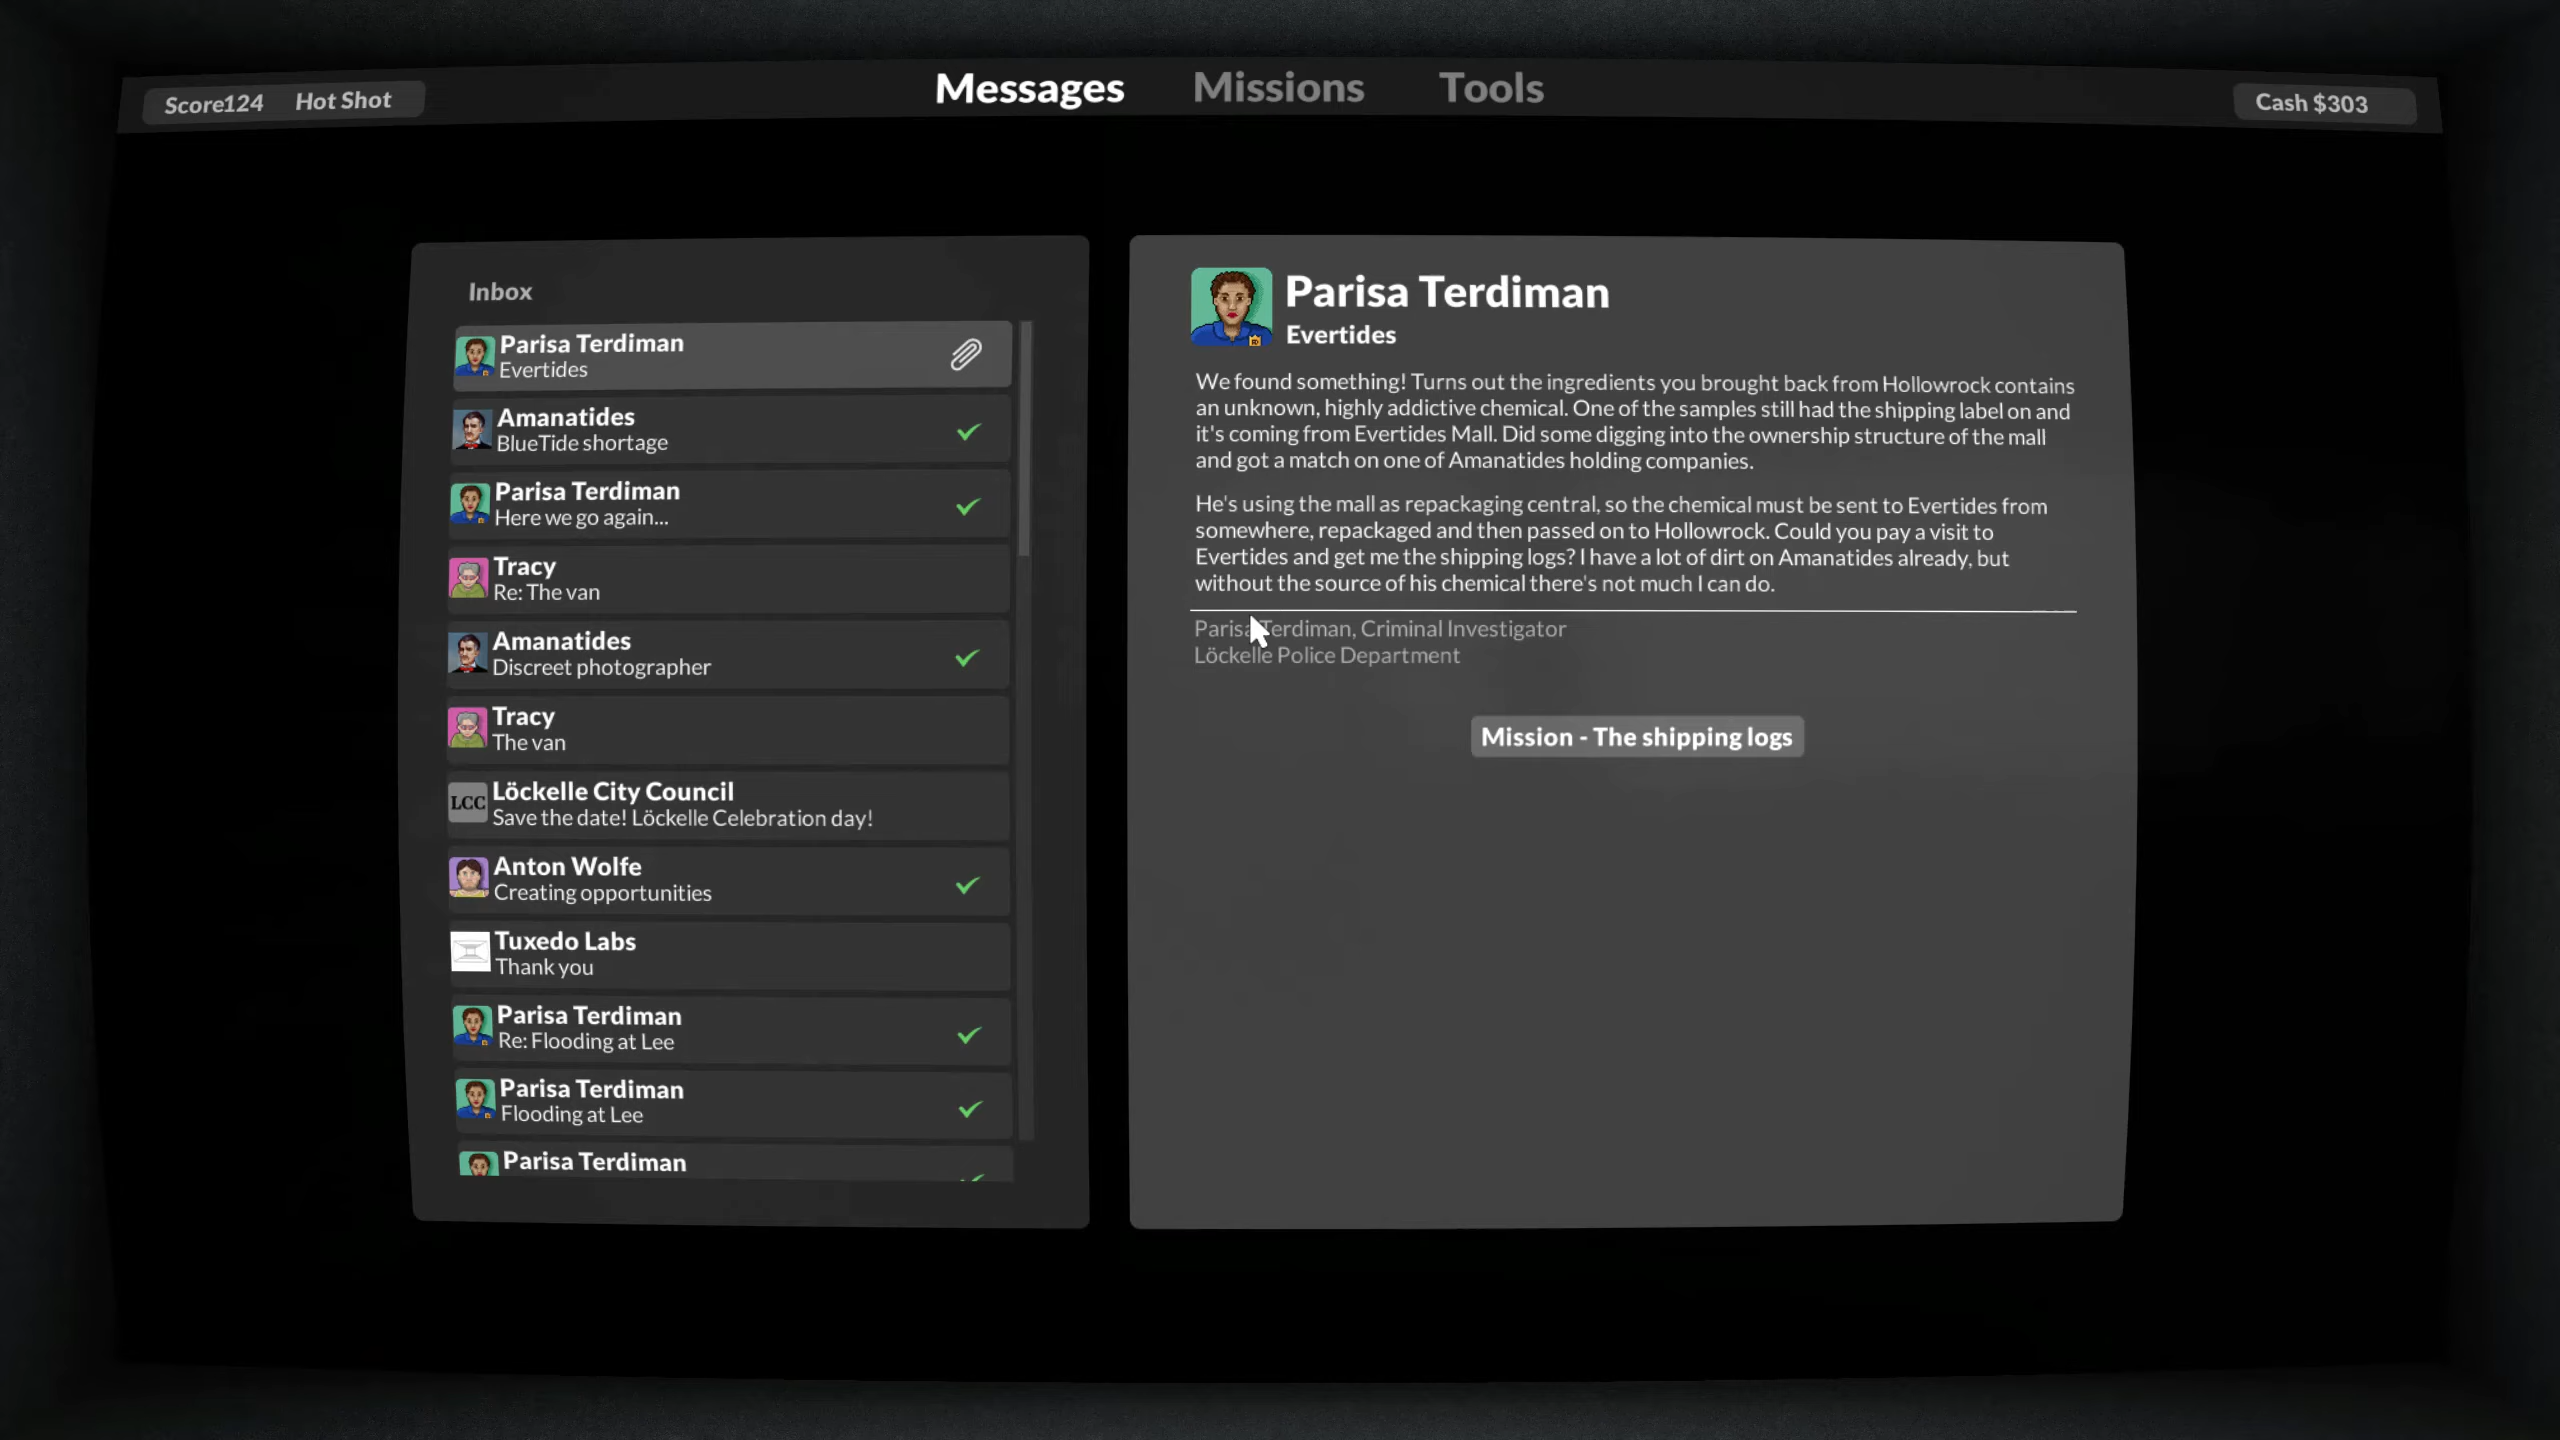 Score124 Hot Shot
Messages Missions Tools
Cash $303
Inbox
Parisa Terdiman
Evertides
Amanatides
BlueTide shortage
Parisa Terdiman
Here we go again...
Tracy
Re: The van
Amanatides
Discreet photographer
Tracy
The van
LCC
Löckelle City Council
Save the date! Löckelle Celebration day!
Anton Wolfe
Creating opportunities
Tuxedo Labs
Thank you
Parisa Terdiman
Re: Flooding at Lee
Parisa Terdiman
Flooding at Lee
Parisa Terdiman
Parisa Terdiman
Evertides
We found something! Turns out the ingredients you brought back from Hollowrock contains
an unknown, highly addictive chemical. One of the samples still had the shipping label on and
it's coming from Evertides Mall. Did some digging into the ownership structure of the mall
and got a match on one of Amanatides holding companies.
He's using the mall as repackaging central, so the chemical must be sent to Evertides from
somewhere, repackaged and then passed on to Hollowrock. Could you pay a visit to
Evertides and get me the shipping logs? I have a lot of dirt on Amanatides already, but
without the source of his chemical there's not much I can do.
Parisa Terdiman, Criminal Investigator
Löckelle Police Department
Mission - The shipping logs